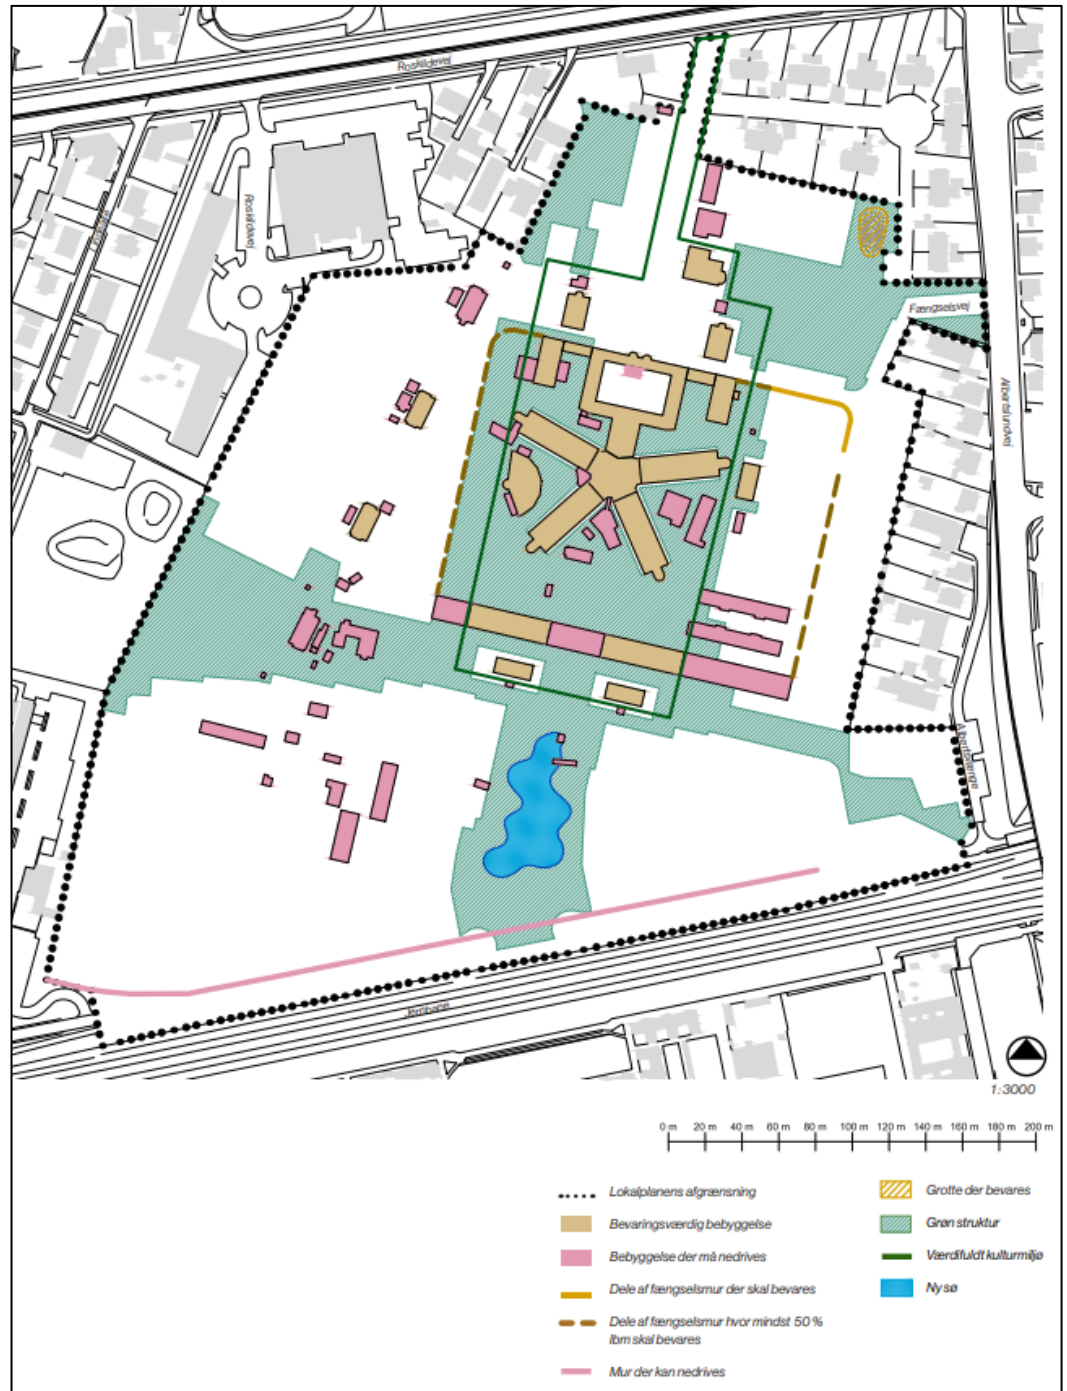 Roskildevej
Roskildevej
Fængselsvej
Albertslundvej
Albertsvænge
Jernbane
1:3000
0 m 20 m 40 m 60 m 80 m 100 m 120 m 140 m 160 m 180 m 200 m
Lokalplanens afgrænsning
Bevaringsværdig bebyggelse
Bebyggelse der må nedrives
Dele af fængselsmur der skal bevares
Dele af fængselsmur hvor mindst 50 %
lbm skal bevares
Mur der kan nedrives
Grotte der bevares
Grøn struktur
Værdifuldt kulturmiljø
Ny sø